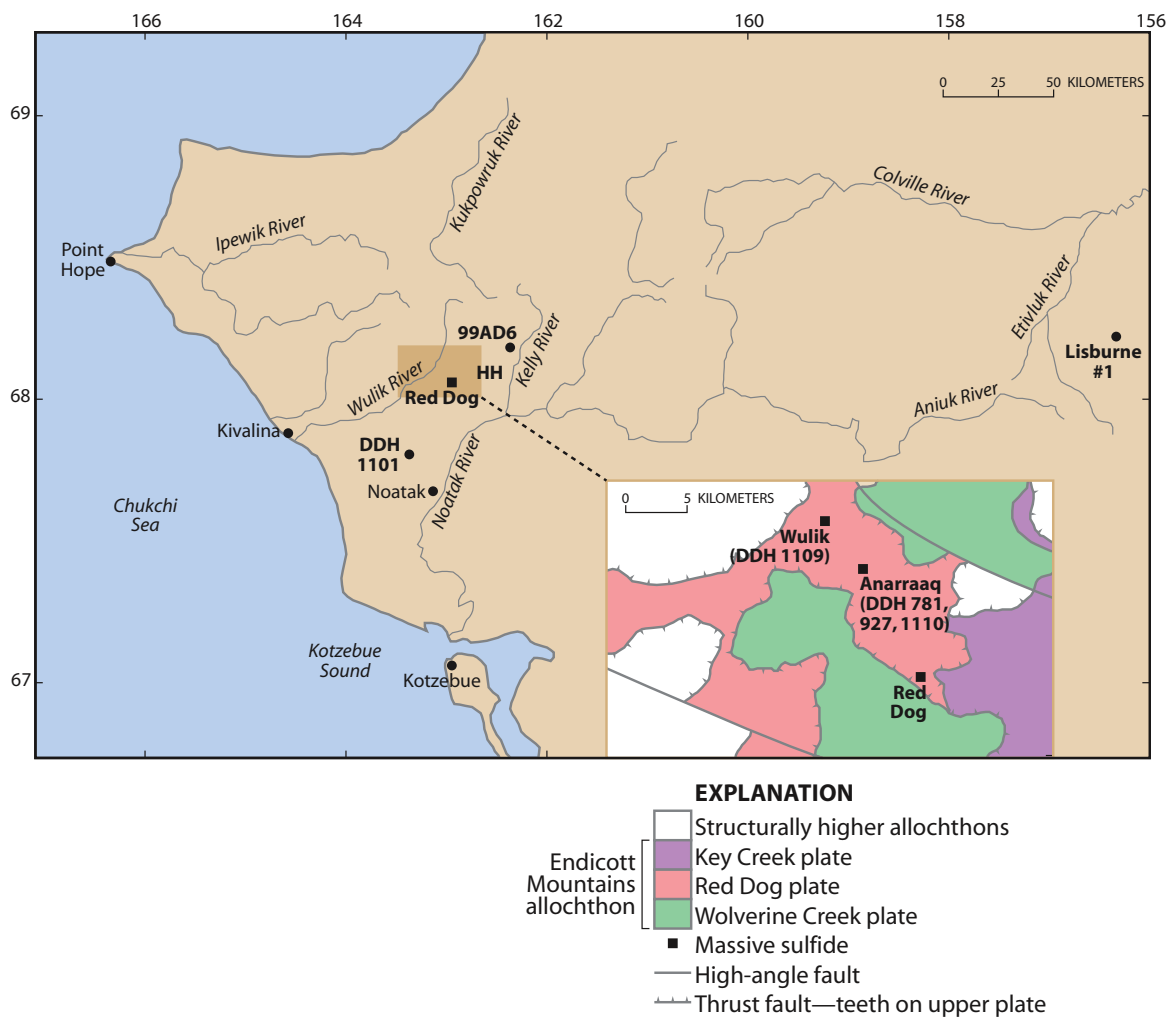 166
164
162
160
158
156
69
68
67
0
25
50
KILOMETERS
Kukpowruk River
Colville River
Ipewik River
Point
Hope
Etivluk River
99AD6
Kelly River
Lisburne
#1
HH
Wulik River
Red Dog
Aniuk River
Kivalina
DDH
1101
Noatak
Noatak River
Chukchi
Sea
0
5
KILOMETERS
Wulik
(DDH 1109)
Anarraaq
(DDH 781,
927, 1110)
Red
Dog
Kotzebue
Sound
Kotzebue
EXPLANATION
Structurally higher allochthons
Endicott
Mountains
allochthon
Key Creek plate
Red Dog plate
Wolverine Creek plate
Massive sulfide
High-angle fault
Thrust fault—teeth on upper plate